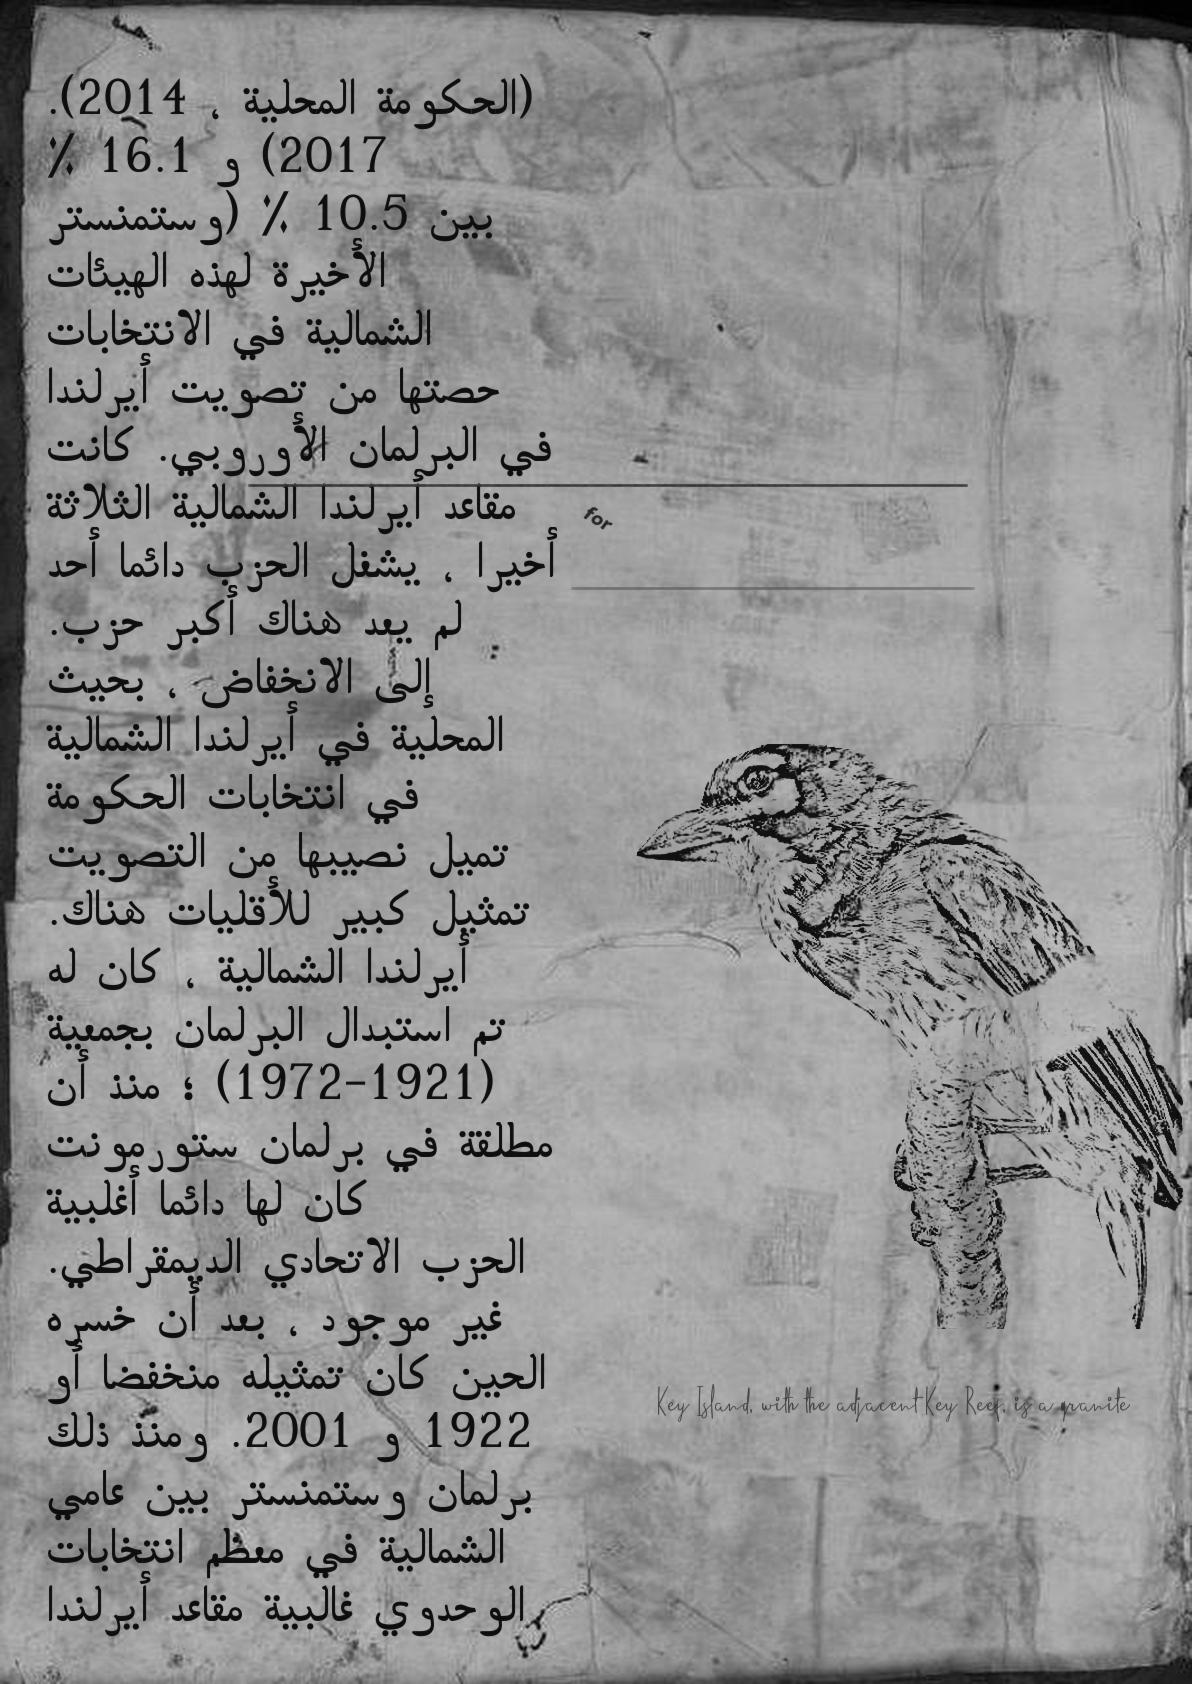 (الحكومة المحلية ، 2014).
2017) و 16.1 ٪
بين 10.5 ٪ (وستمنستر
الأخيرة لهذه الهيئات
الشمالية في الانتخابات
حصتها من تصويت أيرلندا
في البرلمان الأوروبي. كانت
مقاعد أيرلندا الشمالية الثلاثة
أخيرا ، يشغل الحزب دائما أحد
لم يعد هناك أكبر حزب.
إلى الانخفاض ، بحيث
المحلية في أيرلندا الشمالية
في انتخابات الحكومة
تميل نصيبها من التصويت
تمثيل كبير للأقليات هناك.
أيرلندا الشمالية ، كان له
تم استبدال البرلمان بجمعية
(1921-1972) ؛ منذ أن
مطلقة في برلمان ستورمونت
كان لها دائما أغلبية
الحزب الاتحادي الديمقراطي.
غير موجود ، بعد أن خسره
الحين كان تمثيله منخفضا أو
1922 و 2001. ومنذ ذلك
برلمان وستمنستر بين عامي
الشمالية في معظم انتخابات
الوحدوي غالبية مقاعد أيرلندا
for
Key Island, with the adjacent Key Reef, is a granite